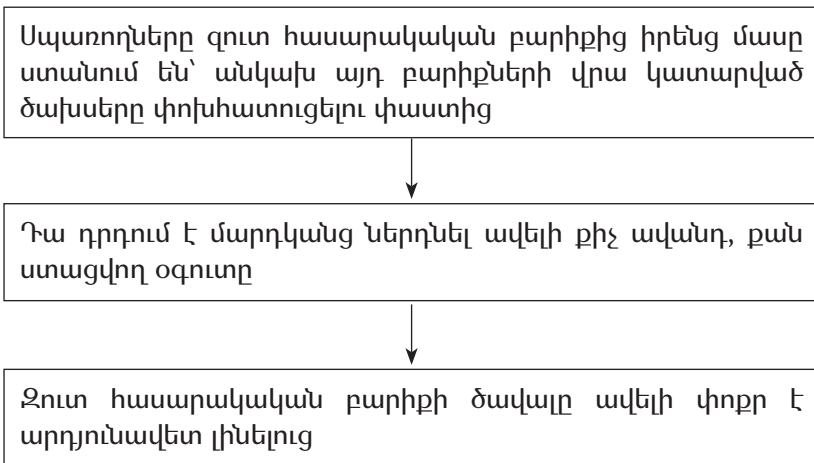 Սպառողները զուտ հասարակական բարիքից իրենց մասը
ստանում են՝ անկախ այդ բարիքների վրա կատարված
ծախսերը փոխհատուցելու փաստից
Դա դրդում է մարդկանց ներդնել ավելի քիչ ավանդ, քան
ստացվող օգուտը
Զուտ հասարակական բարիքի ծավալը ավելի փոքր է
արդյունավետ լինելուց